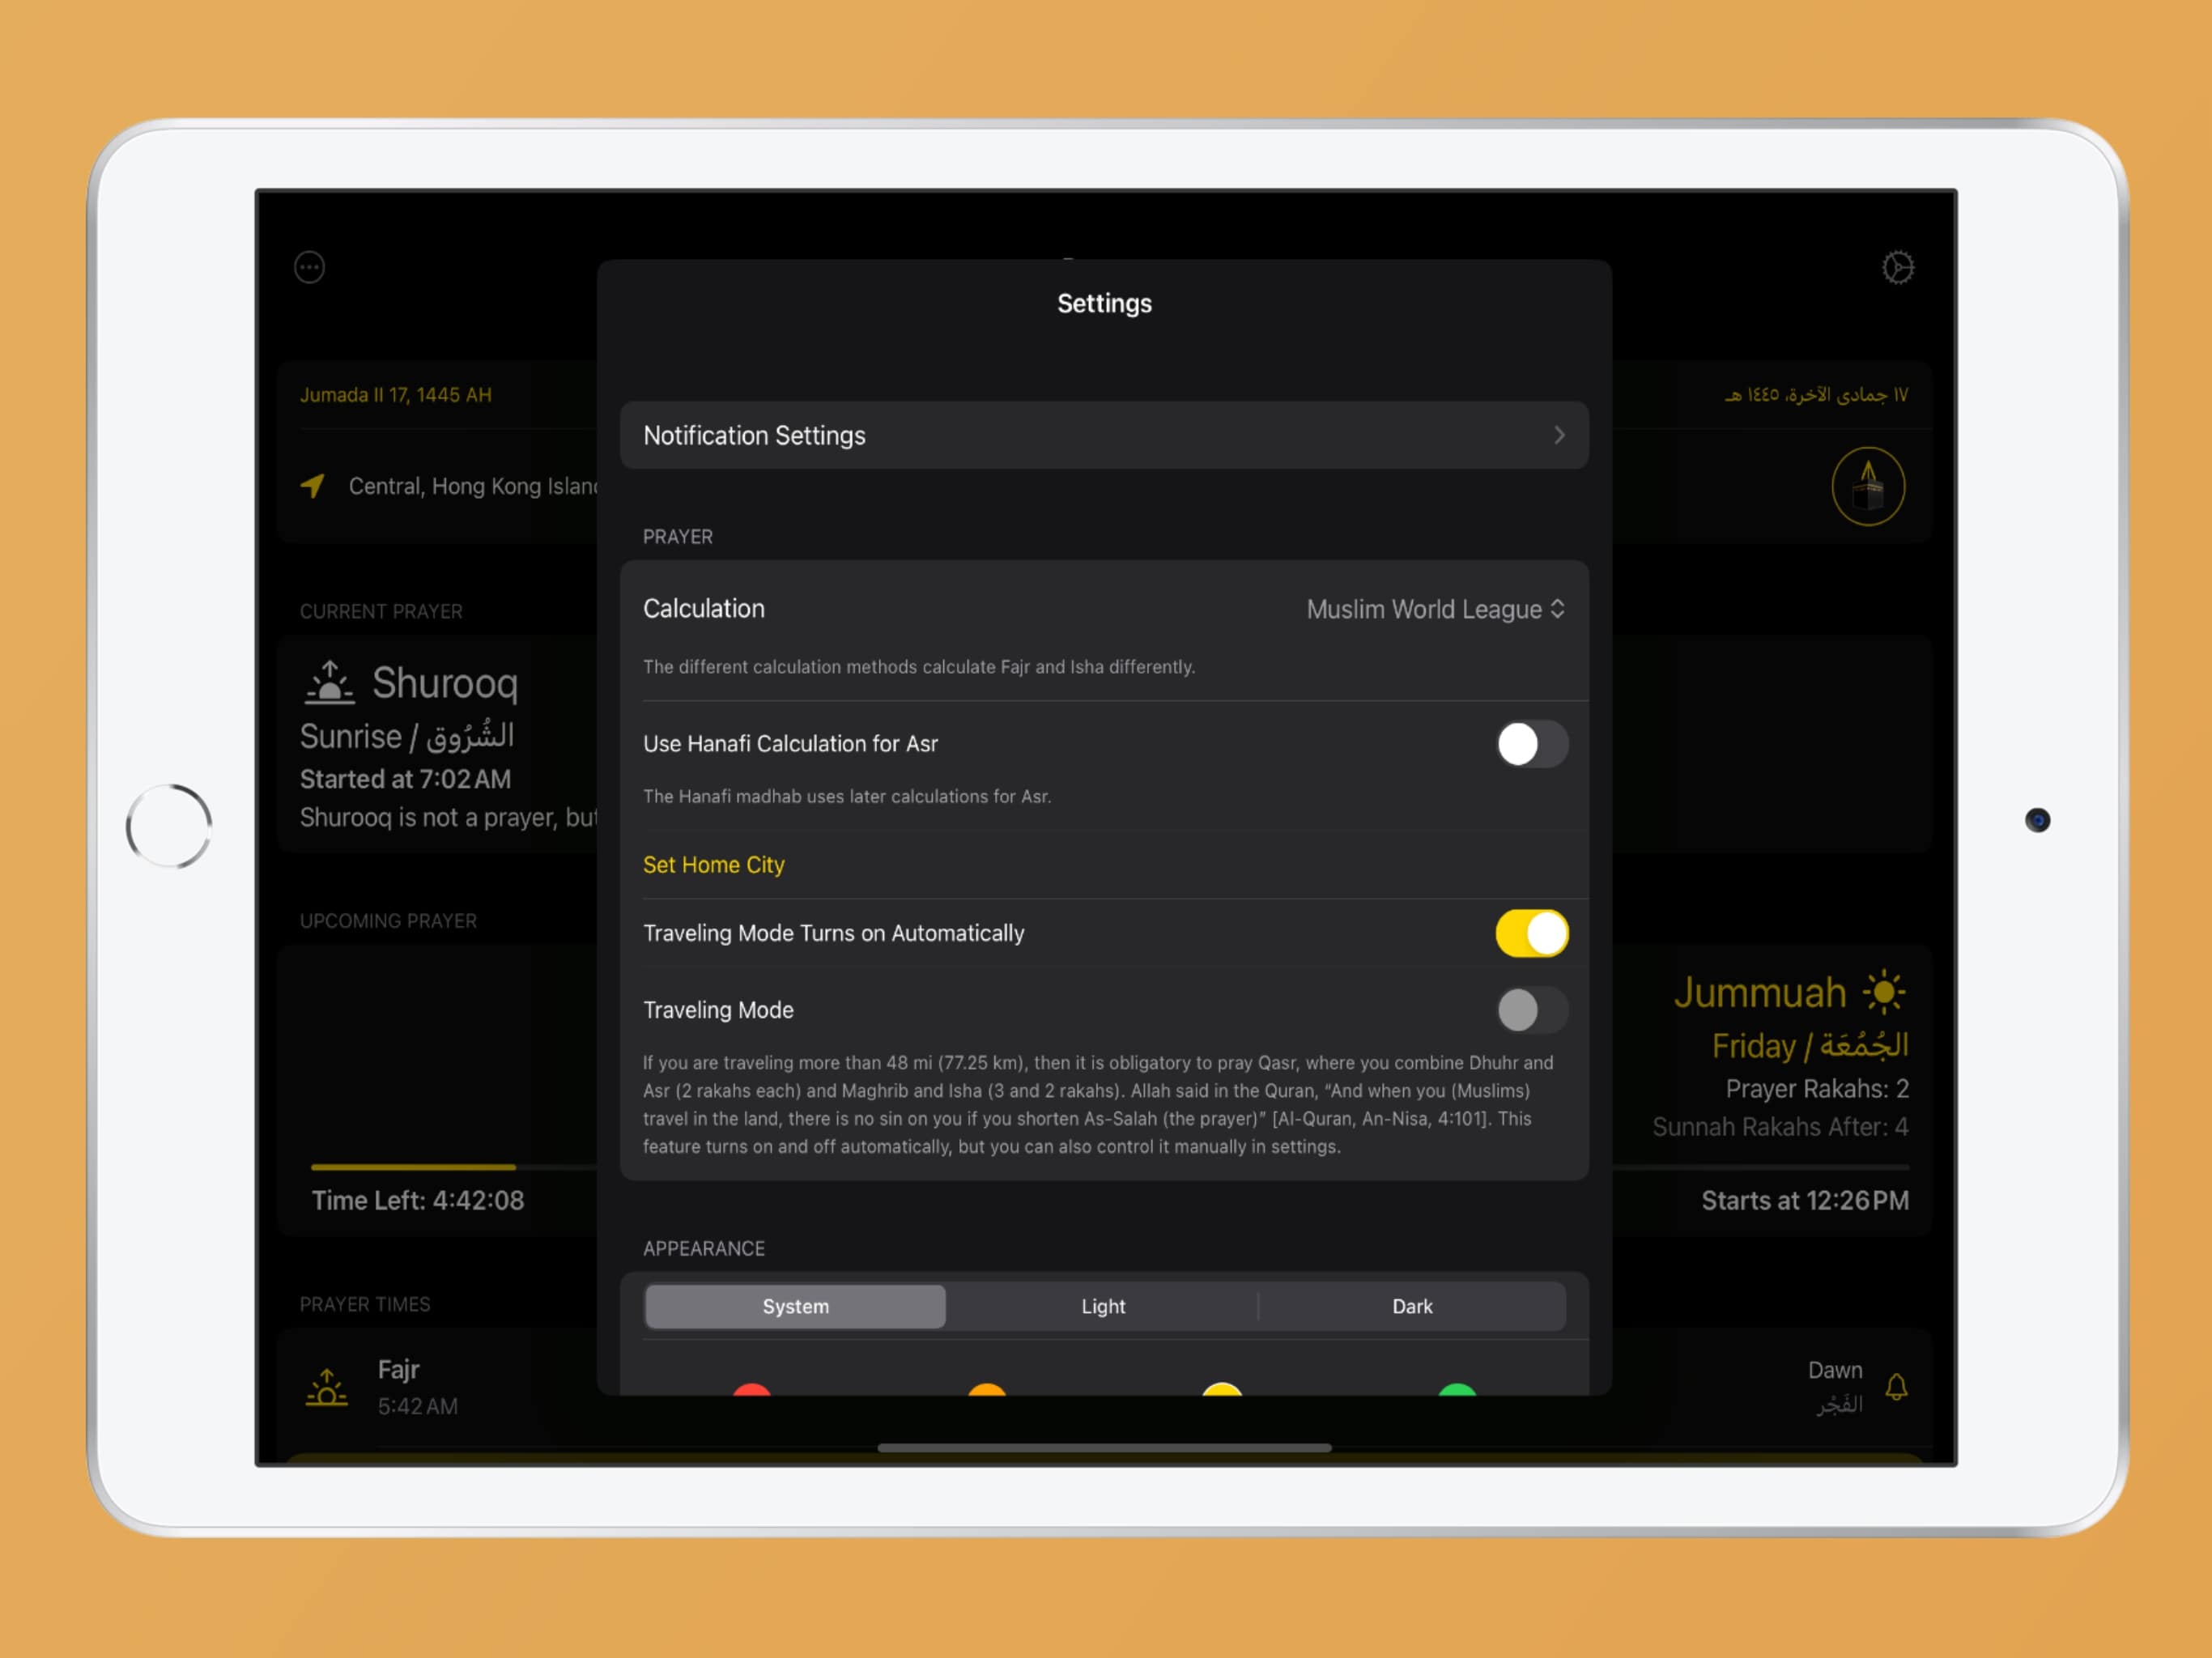 Settings
Jumada II 17, 1445 AH
١٧ جمادى الآخرة، ١٤٤٥ هـ
Central, Hong Kong Island
Notification Settings
PRAYER
Calculation
Muslim World League
The different calculation methods calculate Fajr and Isha differently.
Use Hanafi Calculation for Asr
The Hanafi madhab uses later calculations for Asr.
Set Home City
Traveling Mode Turns on Automatically
Traveling Mode
If you are traveling more than 48 mi (77.25 km), then it is obligatory to pray Qasr, where you combine Dhuhr and
Asr (2 rakahs each) and Maghrib and Isha (3 and 2 rakahs). Allah said in the Quran, “And when you (Muslims)
travel in the land, there is no sin on you if you shorten As-Salah (the prayer)” [Al-Quran, An-Nisa, 4:101]. This
feature turns on and off automatically, but you can also control it manually in settings.
APPEARANCE
System
Light
Dark
CURRENT PRAYER
Shurooq
Sunrise / الشُّرُوق
Started at 7:02 AM
Shurooq is not a prayer, but
UPCOMING PRAYER
Jummuah
Friday / الجُمُعَة
Prayer Rakahs: 2
Sunnah Rakahs After: 4
Time Left: 4:42:08
Starts at 12:26 PM
PRAYER TIMES
Fajr
5:42 AM
Dawn
الفَجْر